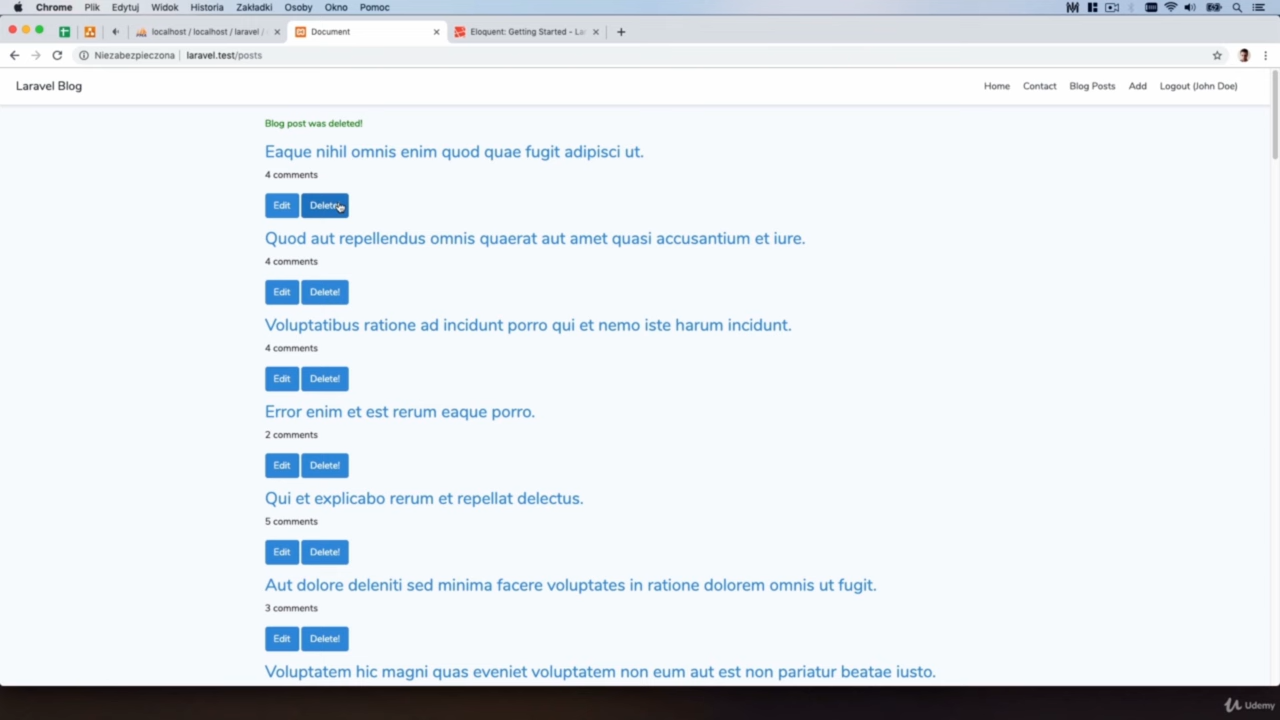 Chrome Plik Edytuj Widok Historia Zakładki Osoby Okno Pomoc
localhost / localhost / laravel /
Document
Eloquent: Getting Started - La
Niezabezpieczona laravel.test/posts
Laravel Blog
Home Contact Blog Posts Add Logout (John Doe)
Blog post was deleted!
Eaque nihil omnis enim quod quae fugit adipisci ut.
4 comments
Edit Delete!
Quod aut repellendus omnis quaerat aut amet quasi accusantium et iure.
4 comments
Edit Delete!
Voluptatibus ratione ad incidunt porro qui et nemo iste harum incidunt.
4 comments
Edit Delete!
Error enim et est rerum eaque porro.
2 comments
Edit Delete!
Qui et explicabo rerum et repellat delectus.
5 comments
Edit Delete!
Aut dolore deleniti sed minima facere voluptates in ratione dolorem omnis ut fugit.
3 comments
Edit Delete!
Voluptatem hic magni quas eveniet voluptatem non eum aut est non pariatur beatae iusto.
Udemy